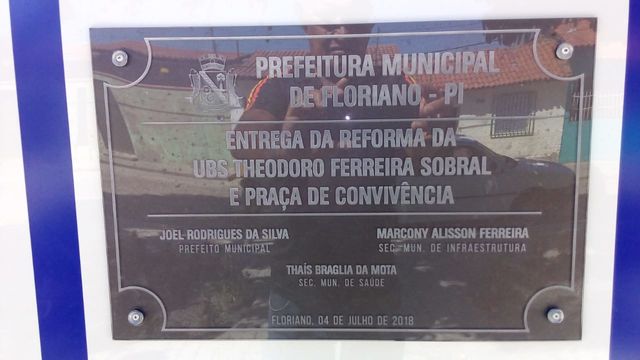 PREFEITURA MUNICIPAL
DE FLORIANO - PI
ENTREGA DA REFORMA DA
UBS THEODORO FERREIRA SOBRAL
E PRAÇA DE CONVIVÊNCIA
JOEL RODRIGUES DA SILVA
PREFEITO MUNICIPAL
MARCONY ALISSON FERREIRA
SEC. MUN. DE INFRAESTRUTURA
THAÍS BRAGLIA DA MOTA
SEC. MUN. DE SAÚDE
FLORIANO, 04 DE JULHO DE 2018